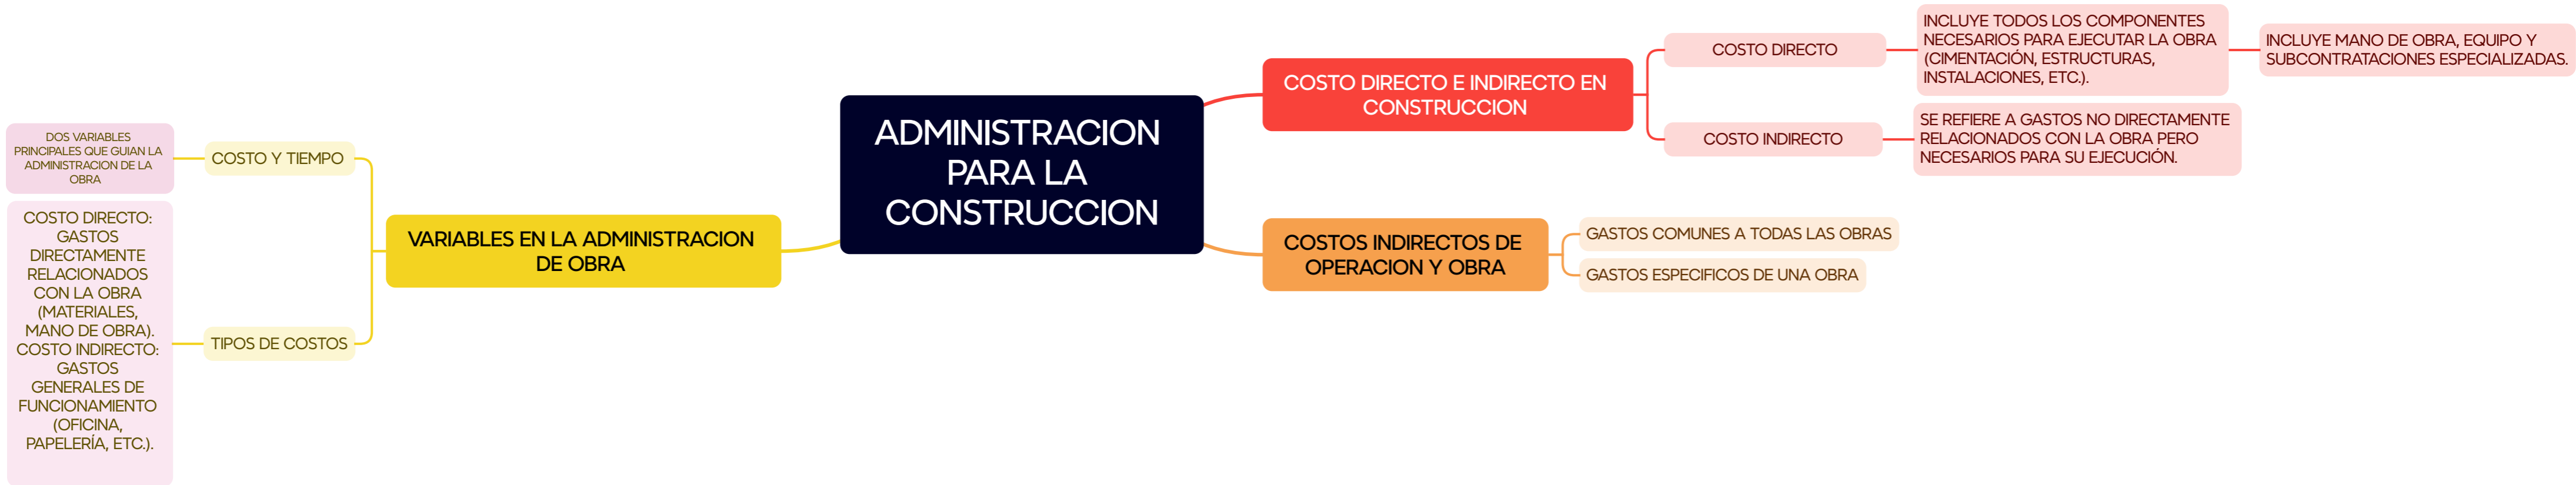 ADMINISTRACION
PARA LA
CONSTRUCCION
COSTO DIRECTO E INDIRECTO EN
CONSTRUCCION
COSTO DIRECTO
INCLUYE TODOS LOS COMPONENTES
NECESARIOS PARA EJECUTAR LA OBRA
(CIMENTACIÓN, ESTRUCTURAS,
INSTALACIONES, ETC.).
INCLUYE MANO DE OBRA, EQUIPO Y
SUBCONTRATACIONES ESPECIALIZADAS.
COSTO INDIRECTO
SE REFIERE A GASTOS NO DIRECTAMENTE
RELACIONADOS CON LA OBRA PERO
NECESARIOS PARA SU EJECUCIÓN.
COSTOS INDIRECTOS DE
OPERACION Y OBRA
GASTOS COMUNES A TODAS LAS OBRAS
GASTOS ESPECIFICOS DE UNA OBRA
VARIABLES EN LA ADMINISTRACION
DE OBRA
COSTO Y TIEMPO
DOS VARIABLES
PRINCIPALES QUE GUIAN LA
ADMINISTRACION DE LA
OBRA
TIPOS DE COSTOS
COSTO DIRECTO:
GASTOS
DIRECTAMENTE
RELACIONADOS
CON LA OBRA
(MATERIALES,
MANO DE OBRA).
COSTO INDIRECTO:
GASTOS
GENERALES DE
FUNCIONAMIENTO
(OFICINA,
PAPELERÍA, ETC.).